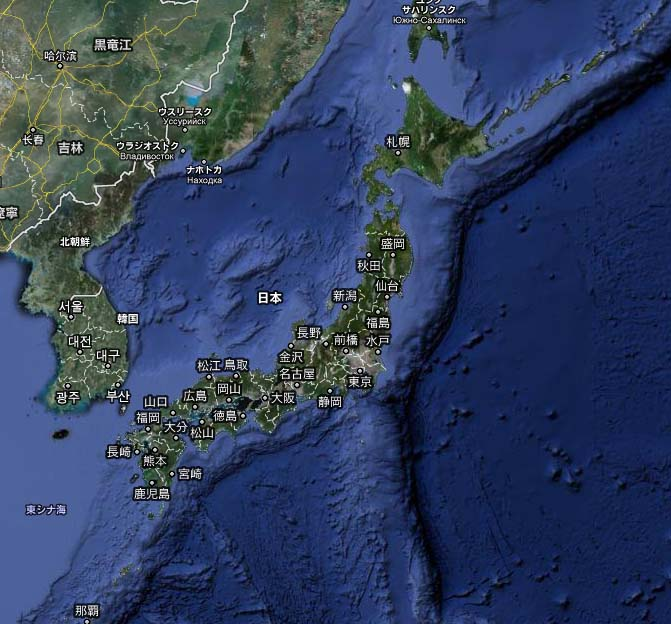 サハリンスク
Южно-Сахалинск
黒竜江
哈尔滨
ウスリースク
Уссурийск
长春
吉林
ウラジオストク
Владивосток
ナホトカ
Находка
札幌
北朝鮮
盛岡
秋田
仙台
서울
韓国
日本
新潟
福島
대전
長野
前橋
水戸
대구
金沢
松江
鳥取
名古屋
東京
광주
부산
山口
広島
岡山
大阪
静岡
福岡
大分
松山
徳島
長崎
熊本
宮崎
鹿児島
東シナ海
那覇